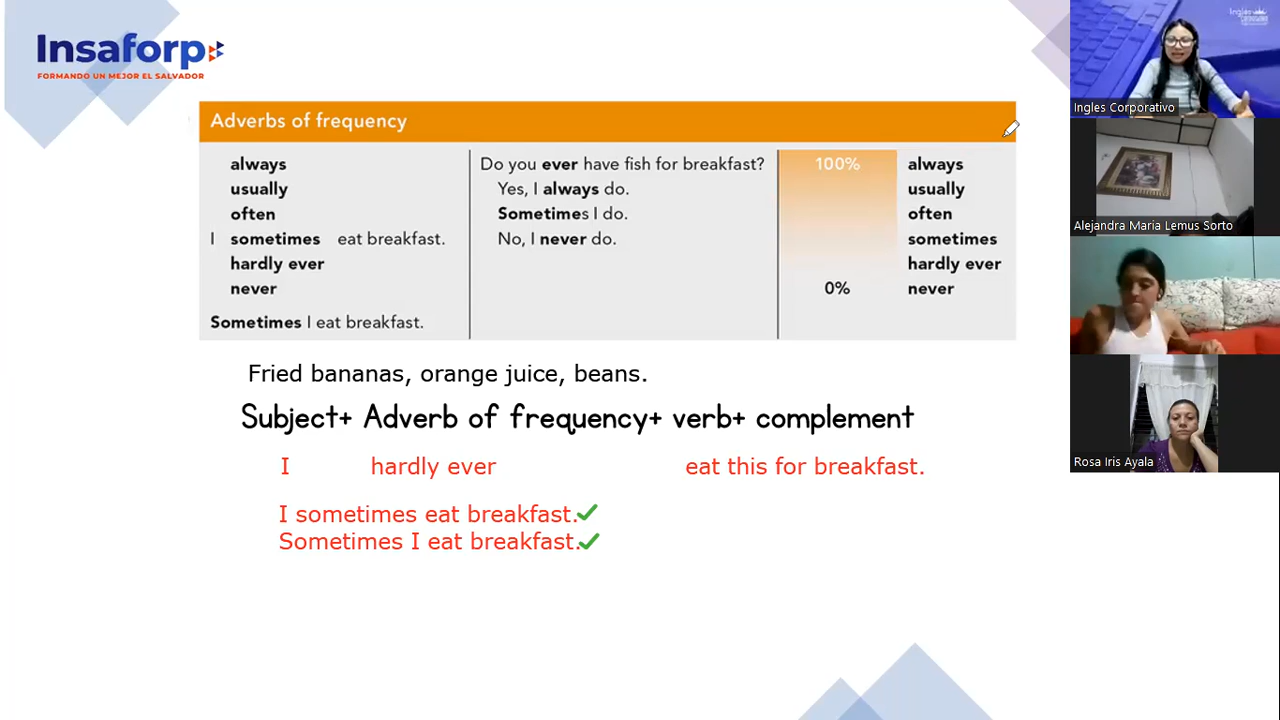 Insaforp
FORMANDO UN MEJOR EL SALVADOR
Adverbs of frequency
always
usually
often
I sometimes eat breakfast.
hardly ever
never
Sometimes I eat breakfast.
Do you ever have fish for breakfast?
Yes, I always do.
Sometimes I do.
No, I never do.
100%
0%
always
usually
often
sometimes
hardly ever
never
Fried bananas, orange juice, beans.
Subject+ Adverb of frequency+ verb+ complement
I hardly ever eat this for breakfast.
I sometimes eat breakfast.
Sometimes I eat breakfast.
Ingles
Ingles Corporativo
Alejandra Maria Lemus Sorto
Rosa Iris Ayala